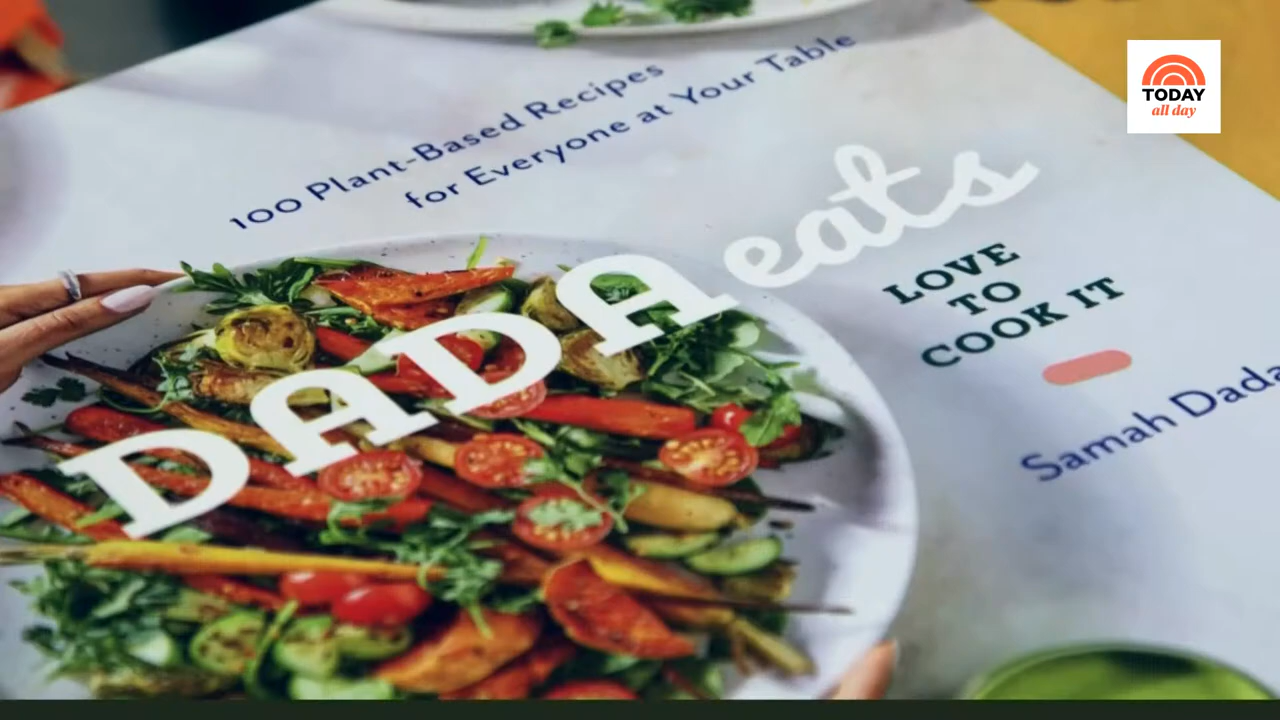 100 Plant-Based Recipes
for Everyone at Your Table
DADA eats
LOVE
TO
COOK IT
Samah Dada
TODAY
all day